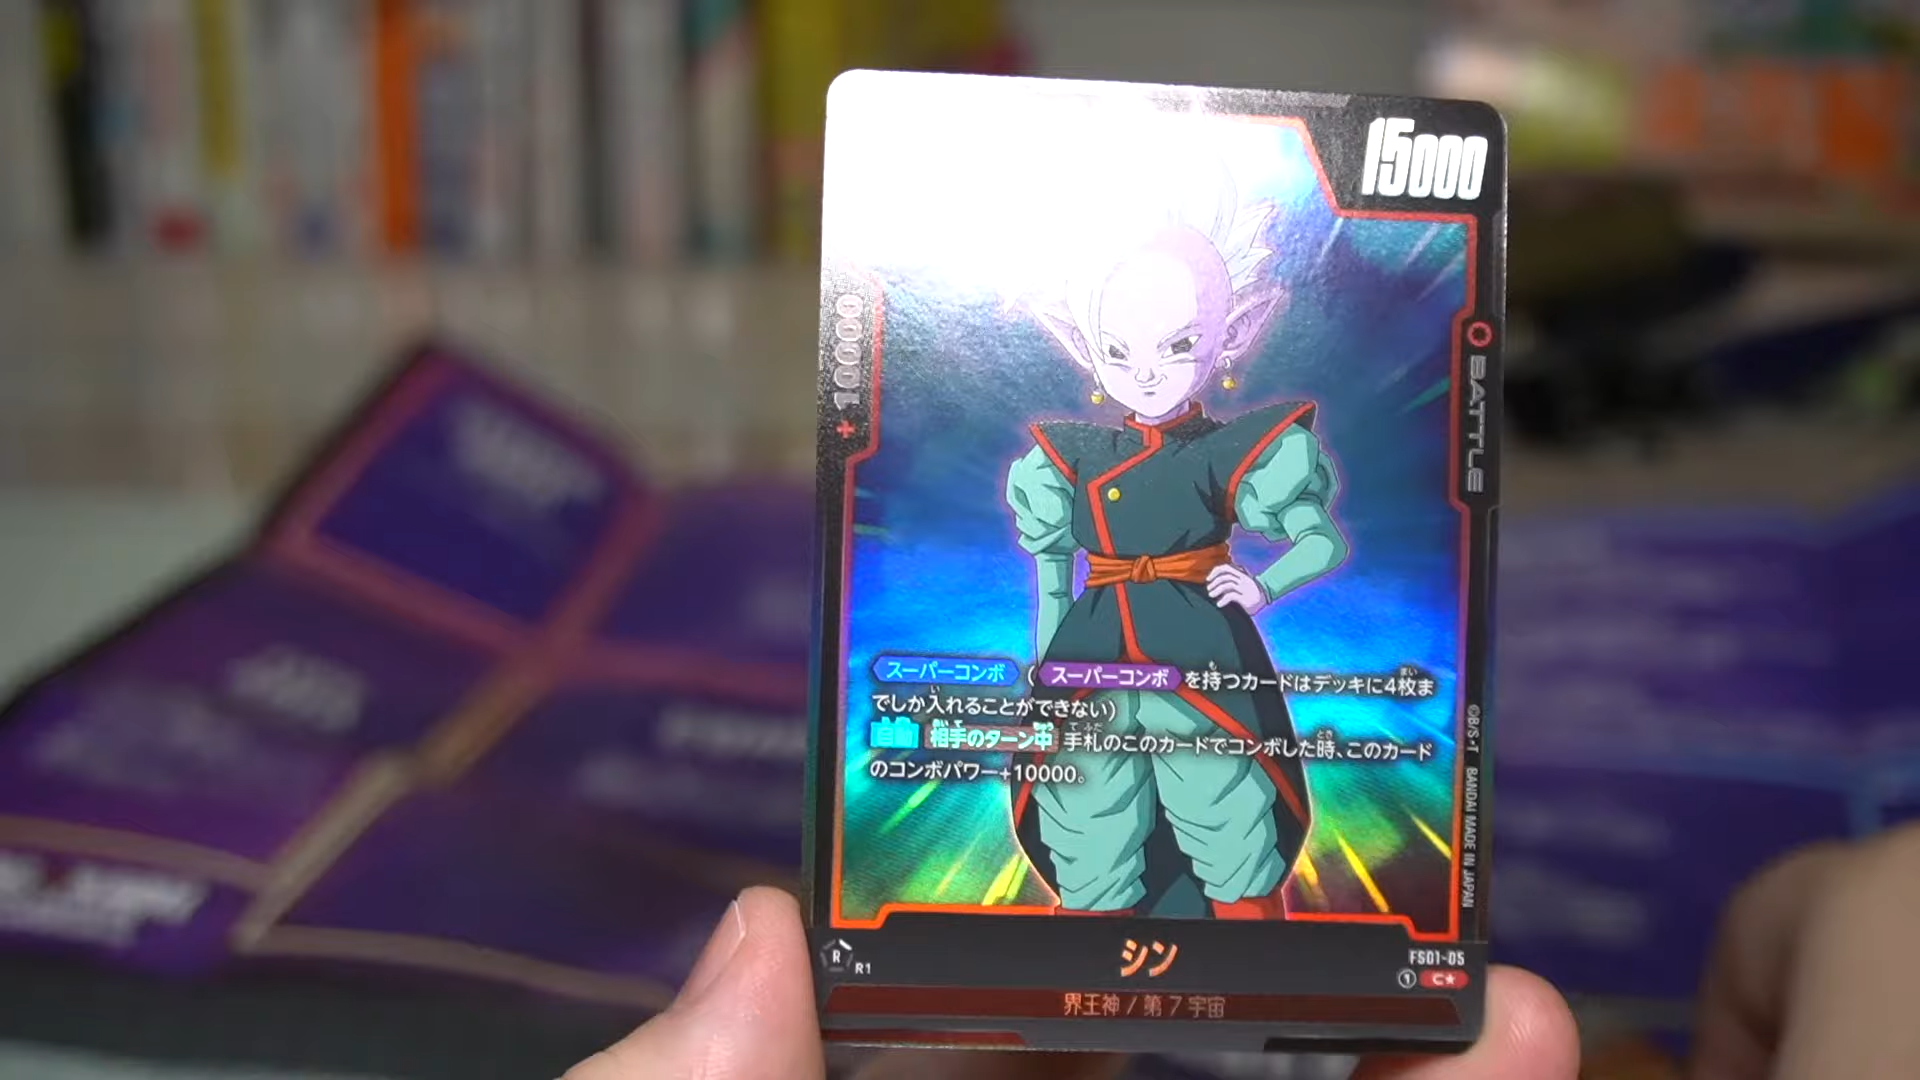 15000
+10000
BATTLE
スーパーコンボ (スーパーコンボを持つカードはデッキに4枚ま
でしか入れることができない)
自動 相手のターン中 手札のこのカードでコンボした時、このカード
のコンボパワー+10000。
©B/S・T BANDAI MADE IN JAPAN
R R1
シン
FS01-05
1 C★
界王神 / 第7宇宙